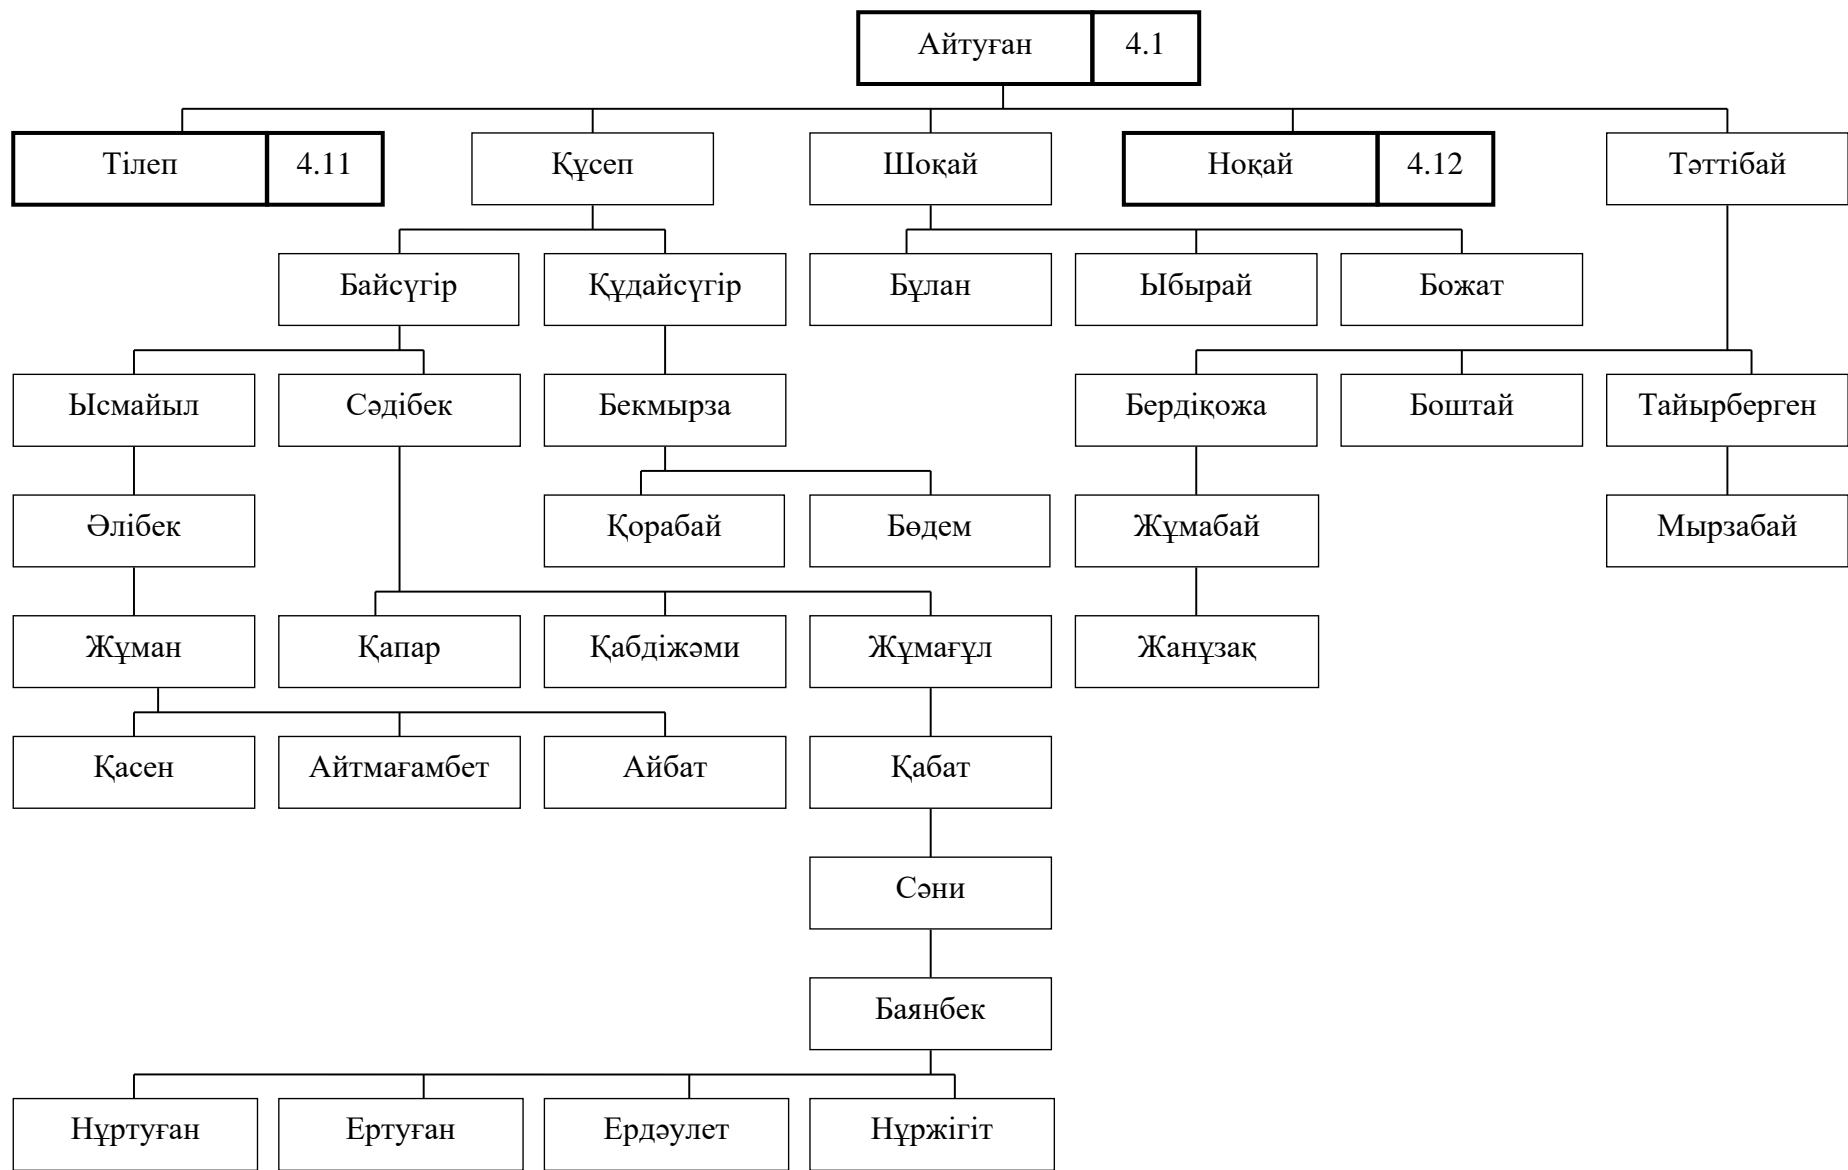 Айтуған 4.1
Тілеп 4.11 Құсеп Шоқай Ноқай 4.12 Тәттібай
Байсүгір Құдайсүгір Бұлан Ыбырай Божат
Ысмайыл Сәдібек Бекмырза Бердіқожа Боштай Тайырберген
Әлібек Қорабай Бөдем Жұмабай Мырзабай
Жұман Қапар Қабдіжәми Жұмағұл Жанұзақ
Қасен Айтмағамбет Айбат Қабат
Сәни
Баянбек
Нұртуған Ертуған Ердәулет Нұржігіт